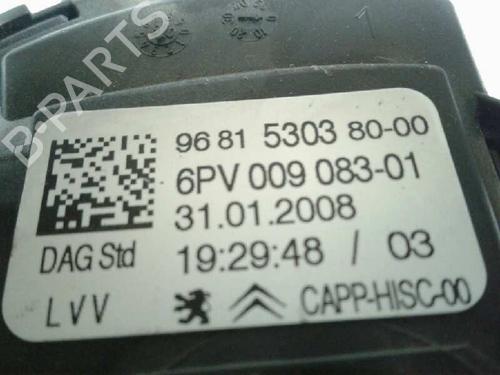 B-PARTS
1
96 81 5303 80-00
6PV 009 083-01
31.01.2008
DAG Std 19:29:48 / 03
LVV CAPP-HISC-00